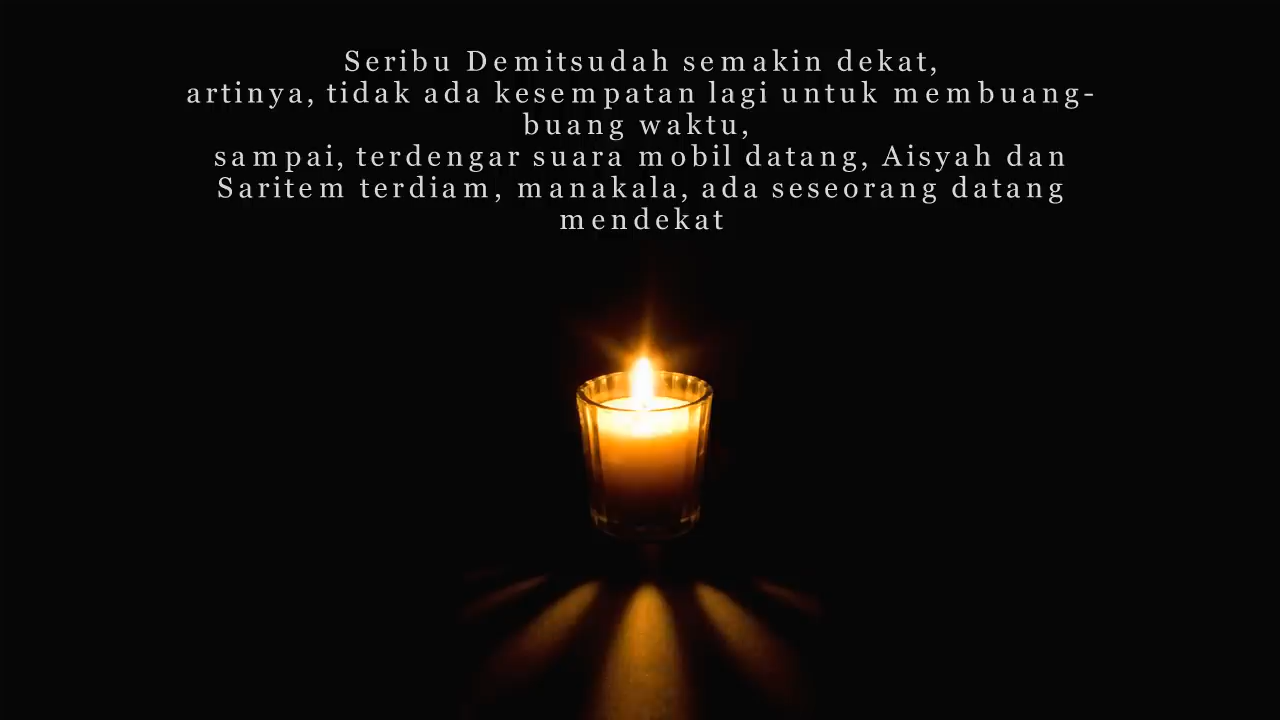 Seribu Demitsudah semakin dekat,
artinya, tidak ada kesempatan lagi untuk membuang-
buang waktu,
sampai, terdengar suara mobil datang, Aisyah dan
Saritem terdiam, manakala, ada seseorang datang
mendekat